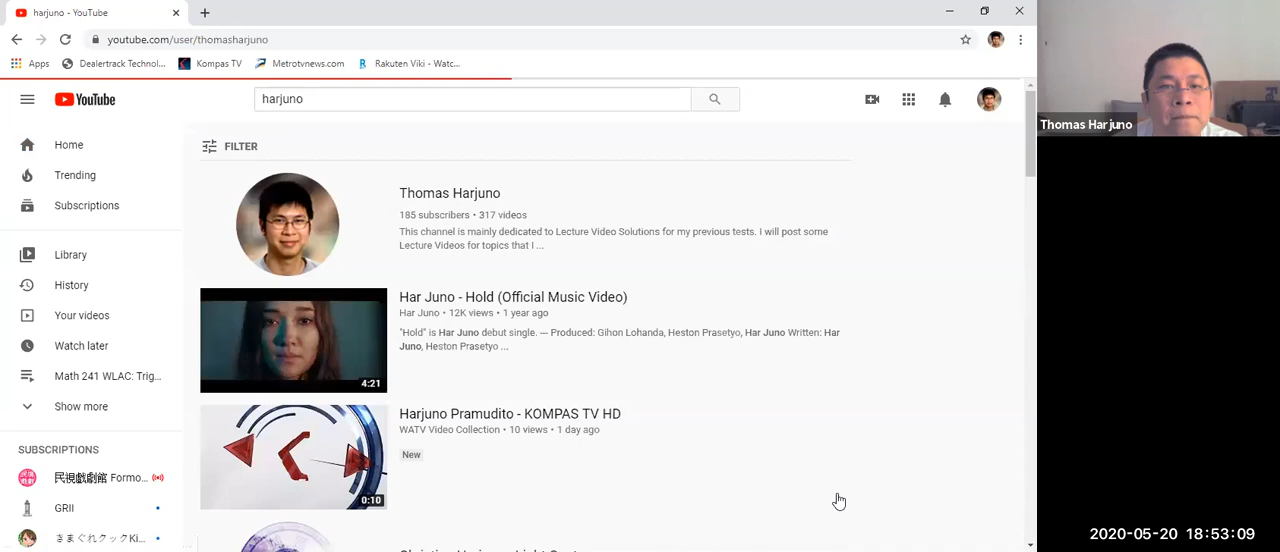 harjuno - YouTube
youtube.com/user/thomasharjuno
Apps Dealertrack Technol... Kompas TV Metrotvnews.com Rakuten Viki - Watc...
YouTube
harjuno
Thomas Harjuno
Home
FILTER
Trending
Subscriptions
Thomas Harjuno
185 subscribers • 317 videos
This channel is mainly dedicated to Lecture Video Solutions for my previous tests. I will post some
Lecture Videos for topics that I ...
Library
History
Your videos
Watch later
Math 241 WLAC: Trig...
Show more
Har Juno - Hold (Official Music Video)
Har Juno • 12K views • 1 year ago
"Hold" is Har Juno debut single. --- Produced: Gihon Lohanda, Heston Prasetyo, Har Juno Written: Har
Juno, Heston Prasetyo ...
4:21
Harjuno Pramudito - KOMPAS TV HD
WATV Video Collection • 10 views • 1 day ago
New
0:10
SUBSCRIPTIONS
民視戲劇館 Formo...
GRII
きまぐれクックKi...
2020-05-20 18:53:09